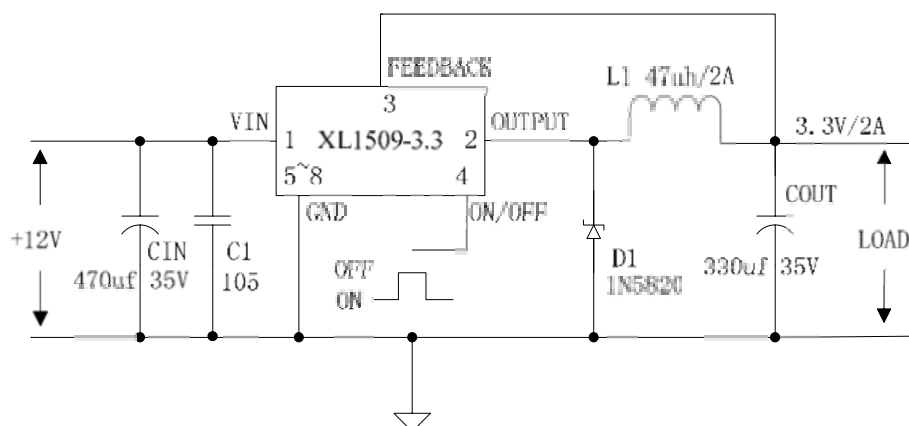 FEEDBACK
L1 47uh/2A
3
VIN
OUTPUT
3.3V/2A
1
XL1509-3.3
2
5~8
4
GND
ON/OFF
COUT
+12V
CIN
C1
OFF
D1
LOAD
470uf 35V
105
ON
1N5820
330uf 35V